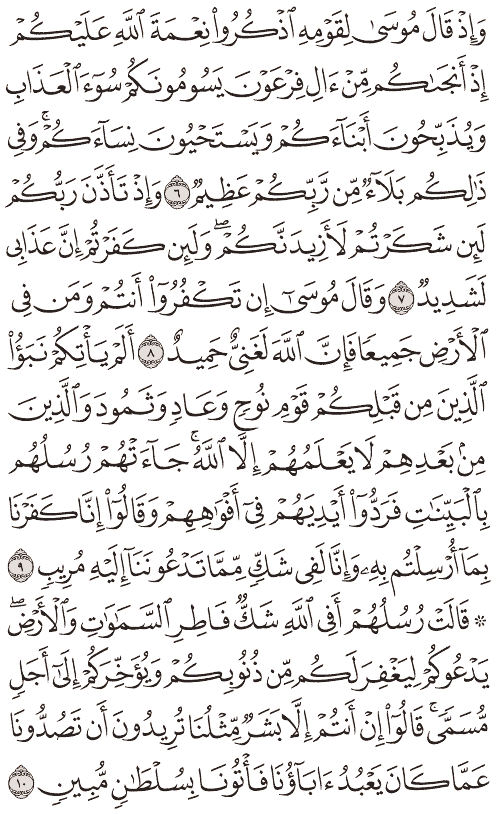 وَإِذْ قَالَ مُوسَىٰ لِقَوْمِهِ ٱذْكُرُوا۟ نِعْمَةَ ٱللَّهِ عَلَيْكُمْ
إِذْ أَنجَىٰكُم مِّنْ ءَالِ فِرْعَوْنَ يَسُومُونَكُمْ سُوٓءَ ٱلْعَذَابِ
وَيُذَبِّحُونَ أَبْنَآءَكُمْ وَيَسْتَحْيُونَ نِسَآءَكُمْ ۚ وَفِى
ذَٰلِكُم بَلَآءٌ مِّن رَّبِّكُمْ عَظِيمٌ ٦ وَإِذْ تَأَذَّنَ رَبُّكُمْ
لَئِن شَكَرْتُمْ لَأَزِيدَنَّكُمْ ۖ وَلَئِن كَفَرْتُمْ إِنَّ عَذَابِى
لَشَدِيدٌ ٧ وَقَالَ مُوسَىٰٓ إِن تَكْفُرُوٓا۟ أَنتُمْ وَمَن فِى
ٱلْأَرْضِ جَمِيعًا فَإِنَّ ٱللَّهَ لَغَنِىٌّ حَمِيدٌ ٨ أَلَمْ يَأْتِكُمْ نَبَؤُا۟
ٱلَّذِينَ مِن قَبْلِكُمْ قَوْمِ نُوحٍ وَعَادٍ وَثَمُودَ وَٱلَّذِينَ
مِنۢ بَعْدِهِمْ لَا يَعْلَمُهُمْ إِلَّا ٱللَّهُ ۚ جَآءَتْهُمْ رُسُلُهُم
بِٱلْبَيِّنَٰتِ فَرَدُّوٓا۟ أَيْدِيَهُمْ فِىٓ أَفْوَٰهِهِمْ وَقَالُوٓا۟ إِنَّا كَفَرْنَا
بِمَآ أُرْسِلْتُم بِهِۦ وَإِنَّا لَفِى شَكٍّ مِّمَّا تَدْعُونَنَآ إِلَيْهِ مُرِيبٍ ٩
* قَالَتْ رُسُلُهُمْ أَفِى ٱللَّهِ شَكٌّ فَاطِرِ ٱلسَّمَٰوَٰتِ وَٱلْأَرْضِ ۖ
يَدْعُوكُمْ لِيَغْفِرَ لَكُم مِّن ذُنُوبِكُمْ وَيُؤَخِّرَكُمْ إِلَىٰٓ أَجَلٍ
مُّسَمًّى ۚ قَالُوٓا۟ إِنْ أَنتُمْ إِلَّا بَشَرٌ مِّثْلُنَا تُرِيدُونَ أَن تَصُدُّونَا
عَمَّا كَانَ يَعْبُدُ ءَابَآؤُنَا فَأْتُونَا بِسُلْطَٰنٍ مُّبِينٍ ١٠